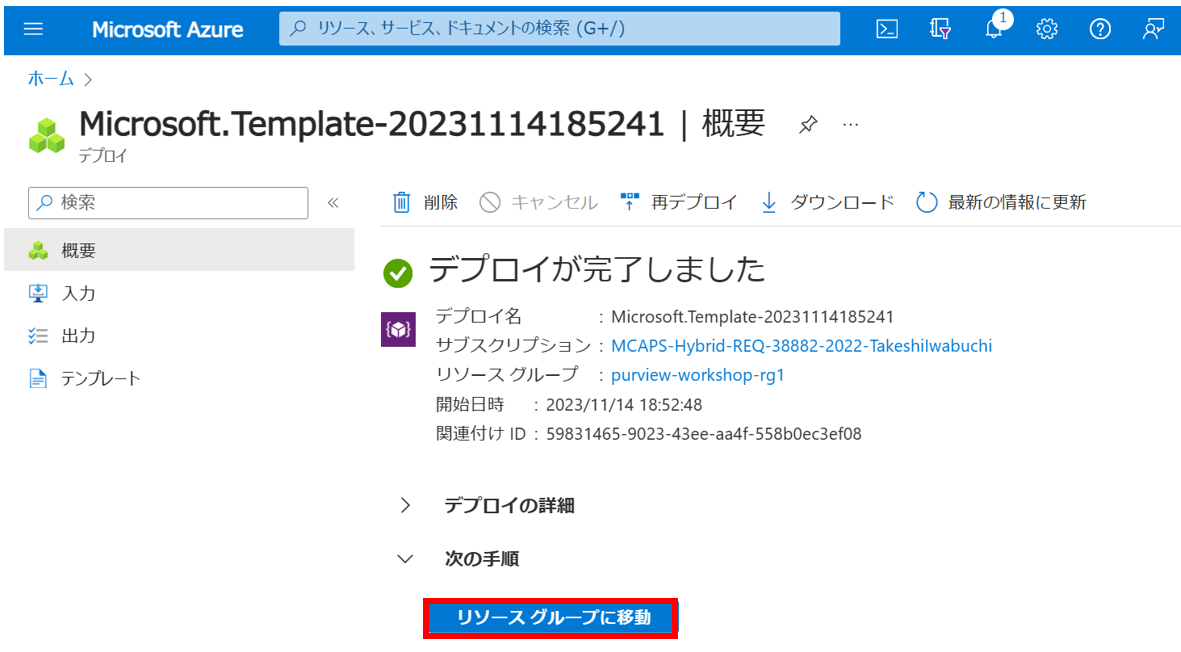 Microsoft Azure
リソース、サービス、ドキュメントの検索 (G+/)
1
ホーム >
Microsoft.Template-20231114185241 | 概要
デプロイ
検索
«
削除 キャンセル 再デプロイ ダウンロード 最新の情報に更新
概要
入力
出力
テンプレート
デプロイが完了しました
デプロイ名 : Microsoft.Template-20231114185241
サブスクリプション : MCAPS-Hybrid-REQ-38882-2022-TakeshiIwabuchi
リソース グループ : purview-workshop-rg1
開始日時 : 2023/11/14 18:52:48
関連付け ID : 59831465-9023-43ee-aa4f-558b0ec3ef08
デプロイの詳細
次の手順
リソース グループに移動